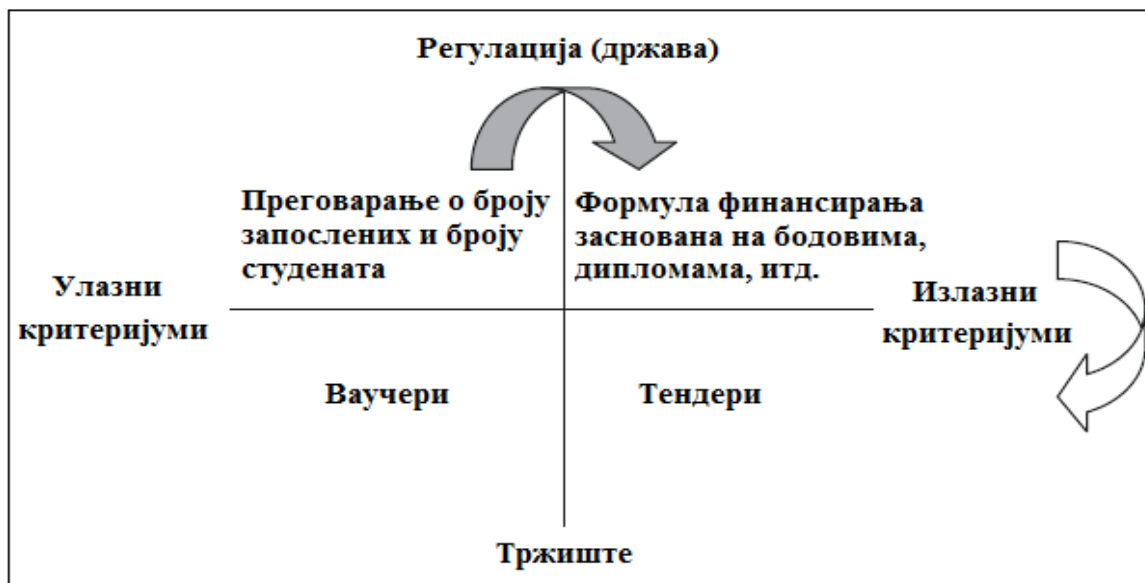 Регулација (држава)
Преговарање о броју
запослених и броју
студената
Формула финансирања
заснована на бодовима,
дипломама, итд.
Улазни
критеријуми
Излазни
критеријуми
Ваучери
Тендери
Тржиште